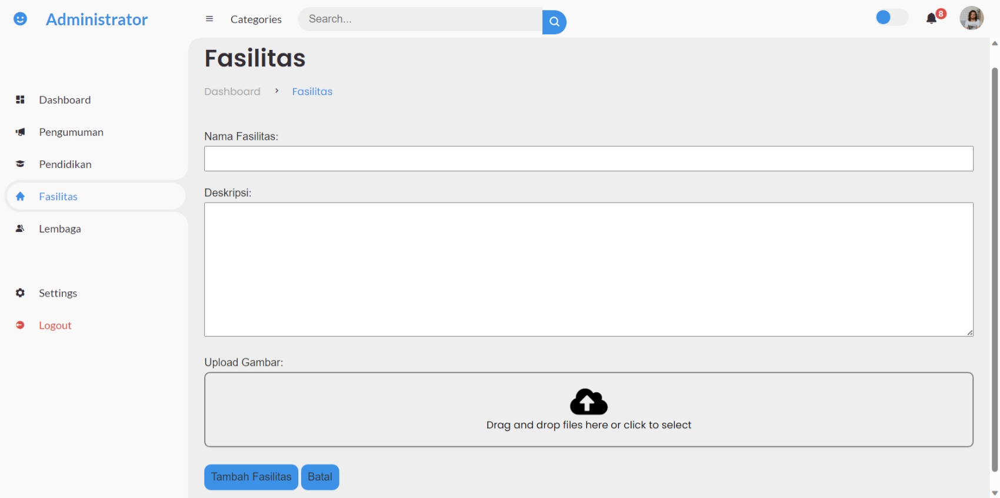 Administrator
Categories
Search...
8
Fasilitas
Dashboard > Fasilitas
Dashboard
Pengumuman
Pendidikan
Fasilitas
Lembaga
Settings
Logout
Nama Fasilitas:
Deskripsi:
Upload Gambar:
Drag and drop files here or click to select
Tambah Fasilitas
Batal